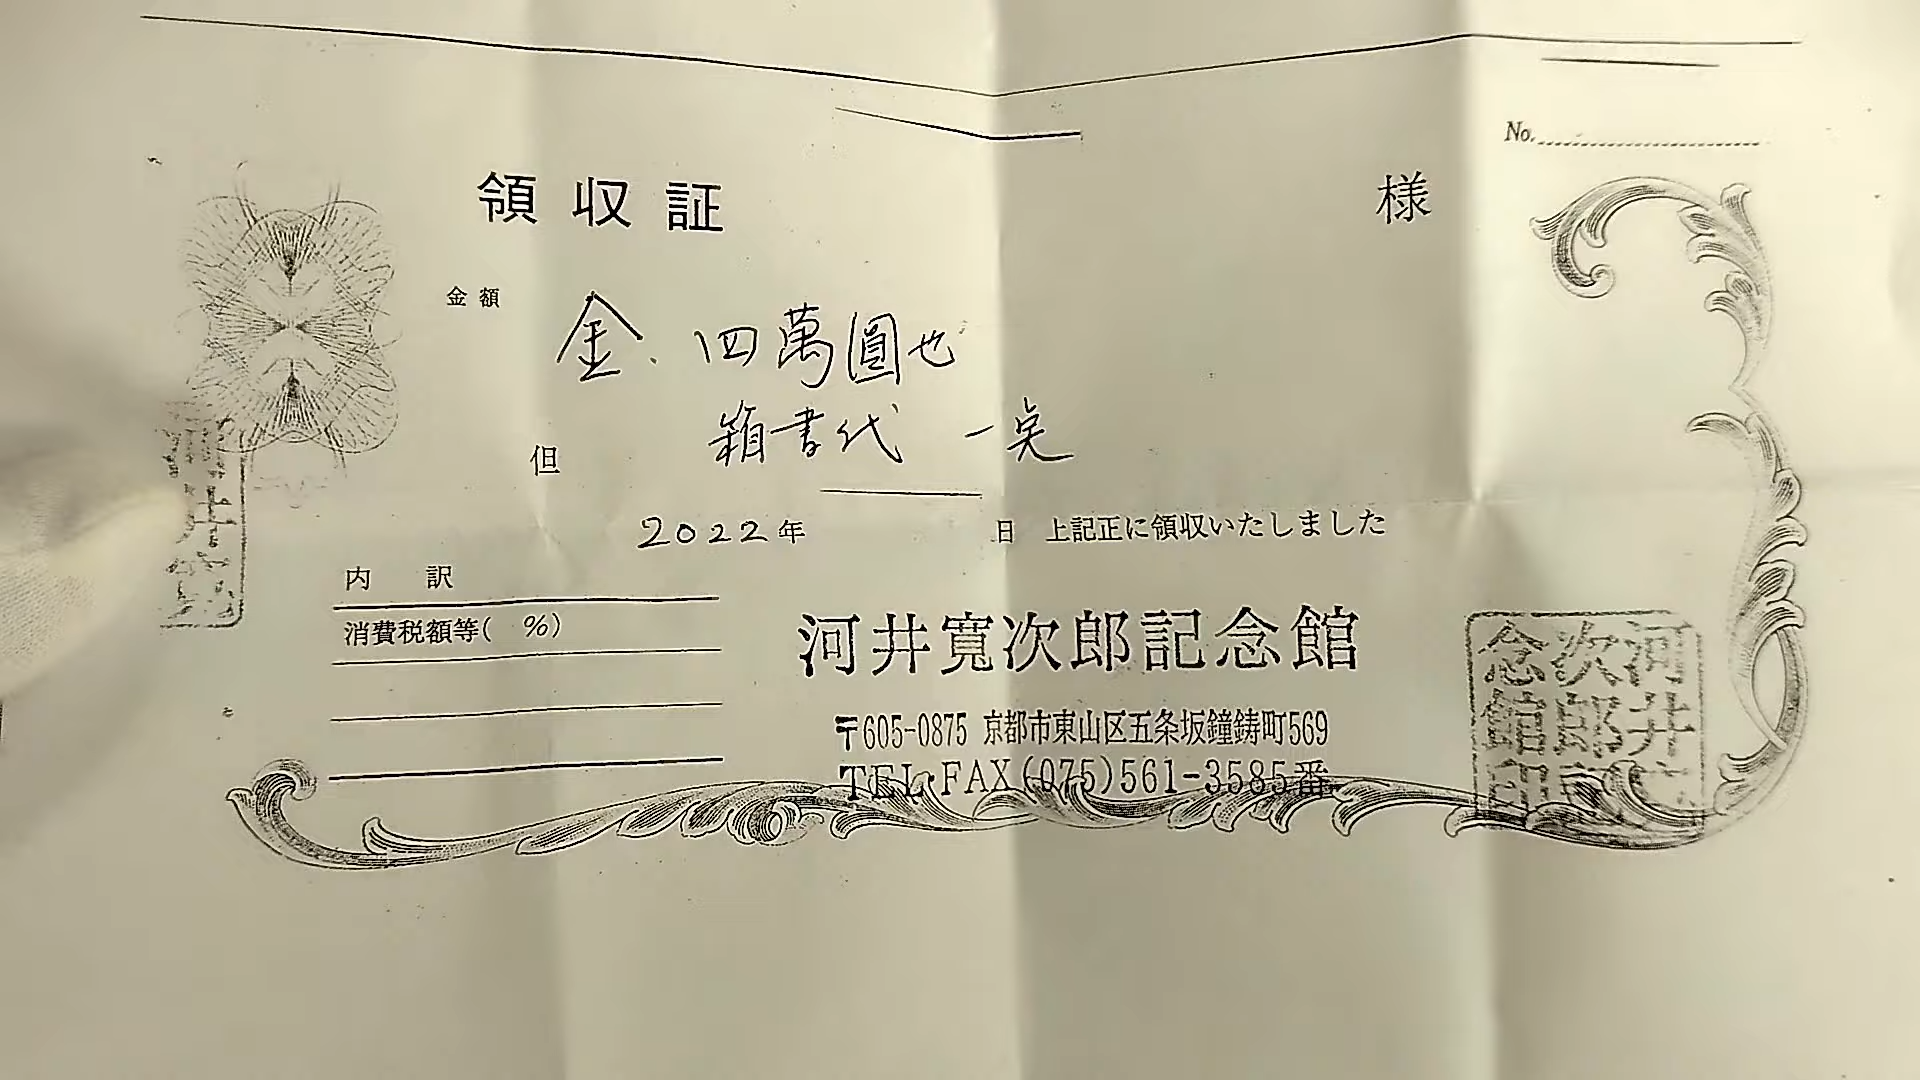 No.
領収証 様
金額 金、四萬圓也
但 箱書代 一点
2022年 日 上記正に領収いたしました
内 訳
消費税額等( %)
河井寬次郎記念館
〒605-0875 京都市東山区五条坂鐘鋳町569
TEL・FAX(075)561-3585番
河井
次郎
念館印